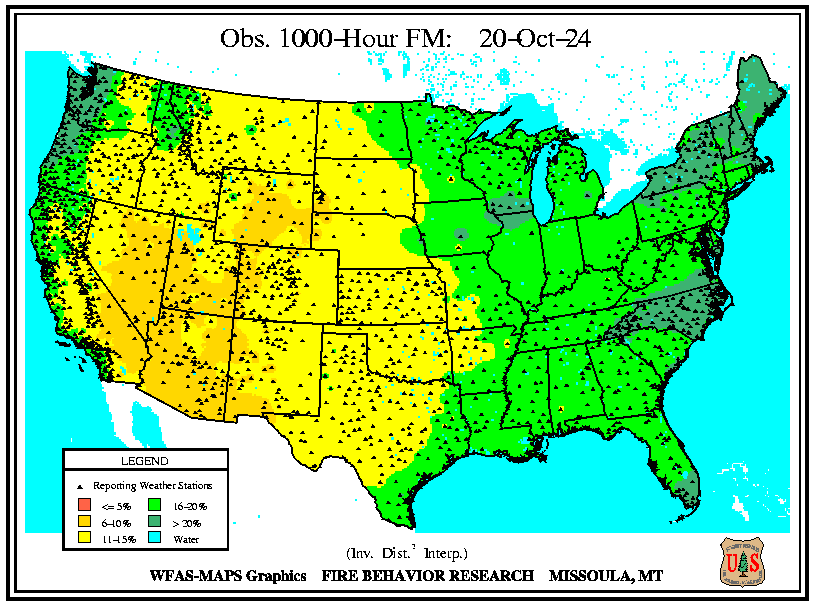 Obs. 1000-Hour FM: 20-Oct-24
LEGEND
Reporting Weather Stations
<= 5%
16-20%
6-10%
> 20%
11-15%
Water
(Inv. Dist.² Interp.)
WFAS-MAPS Graphics FIRE BEHAVIOR RESEARCH MISSOULA, MT
U S